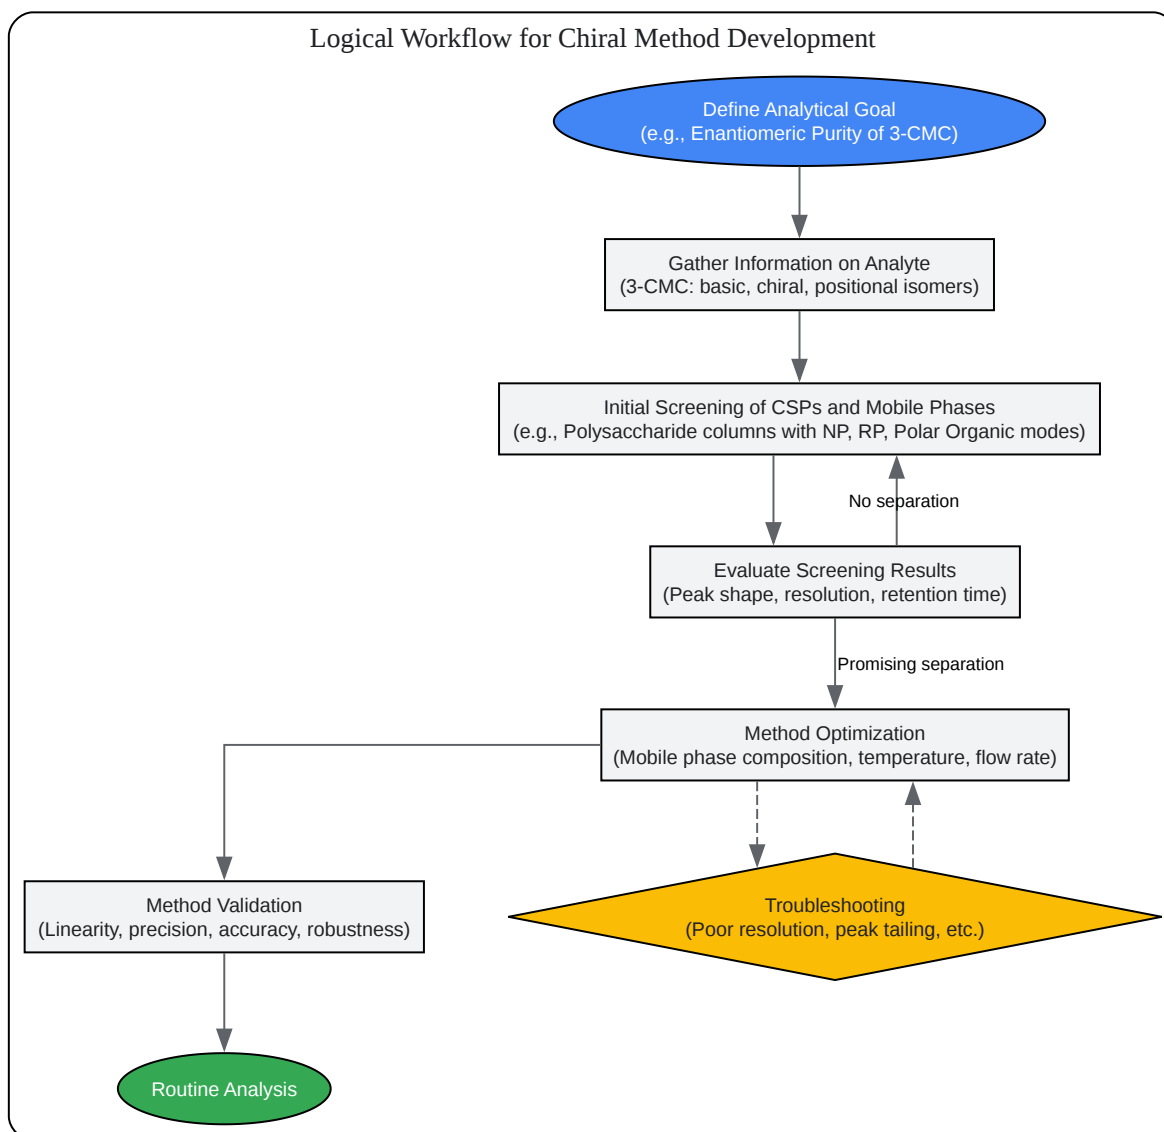 Logical Workflow for Chiral Method Development
Define Analytical Goal
(e.g., Enantiomeric Purity of 3-CMC)
Gather Information on Analyte
(3-CMC: basic, chiral, positional isomers)
Initial Screening of CSPs and Mobile Phases
(e.g., Polysaccharide columns with NP, RP, Polar Organic modes)
No separation
Evaluate Screening Results
(Peak shape, resolution, retention time)
Promising separation
Method Optimization
(Mobile phase composition, temperature, flow rate)
Troubleshooting
(Poor resolution, peak tailing, etc.)
Method Validation
(Linearity, precision, accuracy, robustness)
Routine Analysis